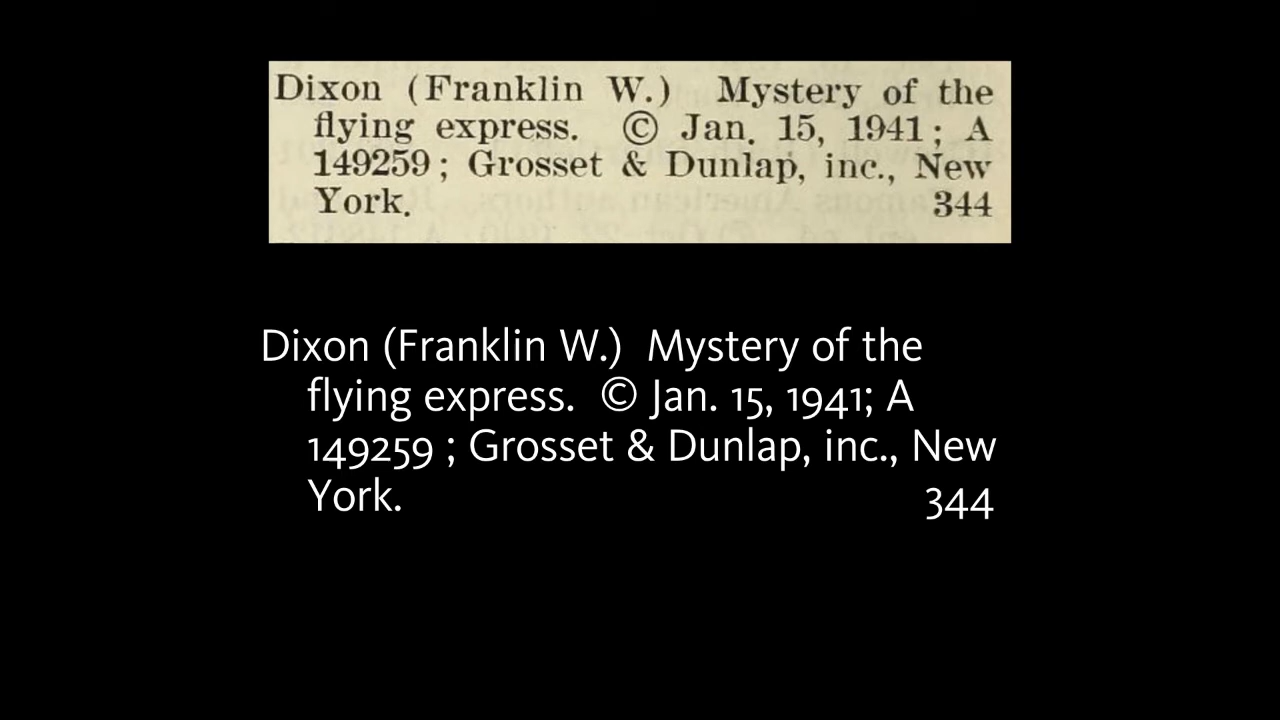 Dixon (Franklin W.) Mystery of the
flying express. © Jan. 15, 1941; A
149259; Grosset & Dunlap, inc., New
York. 344
Dixon (Franklin W.) Mystery of the
flying express. © Jan. 15, 1941; A
149259 ; Grosset & Dunlap, inc., New
York. 344